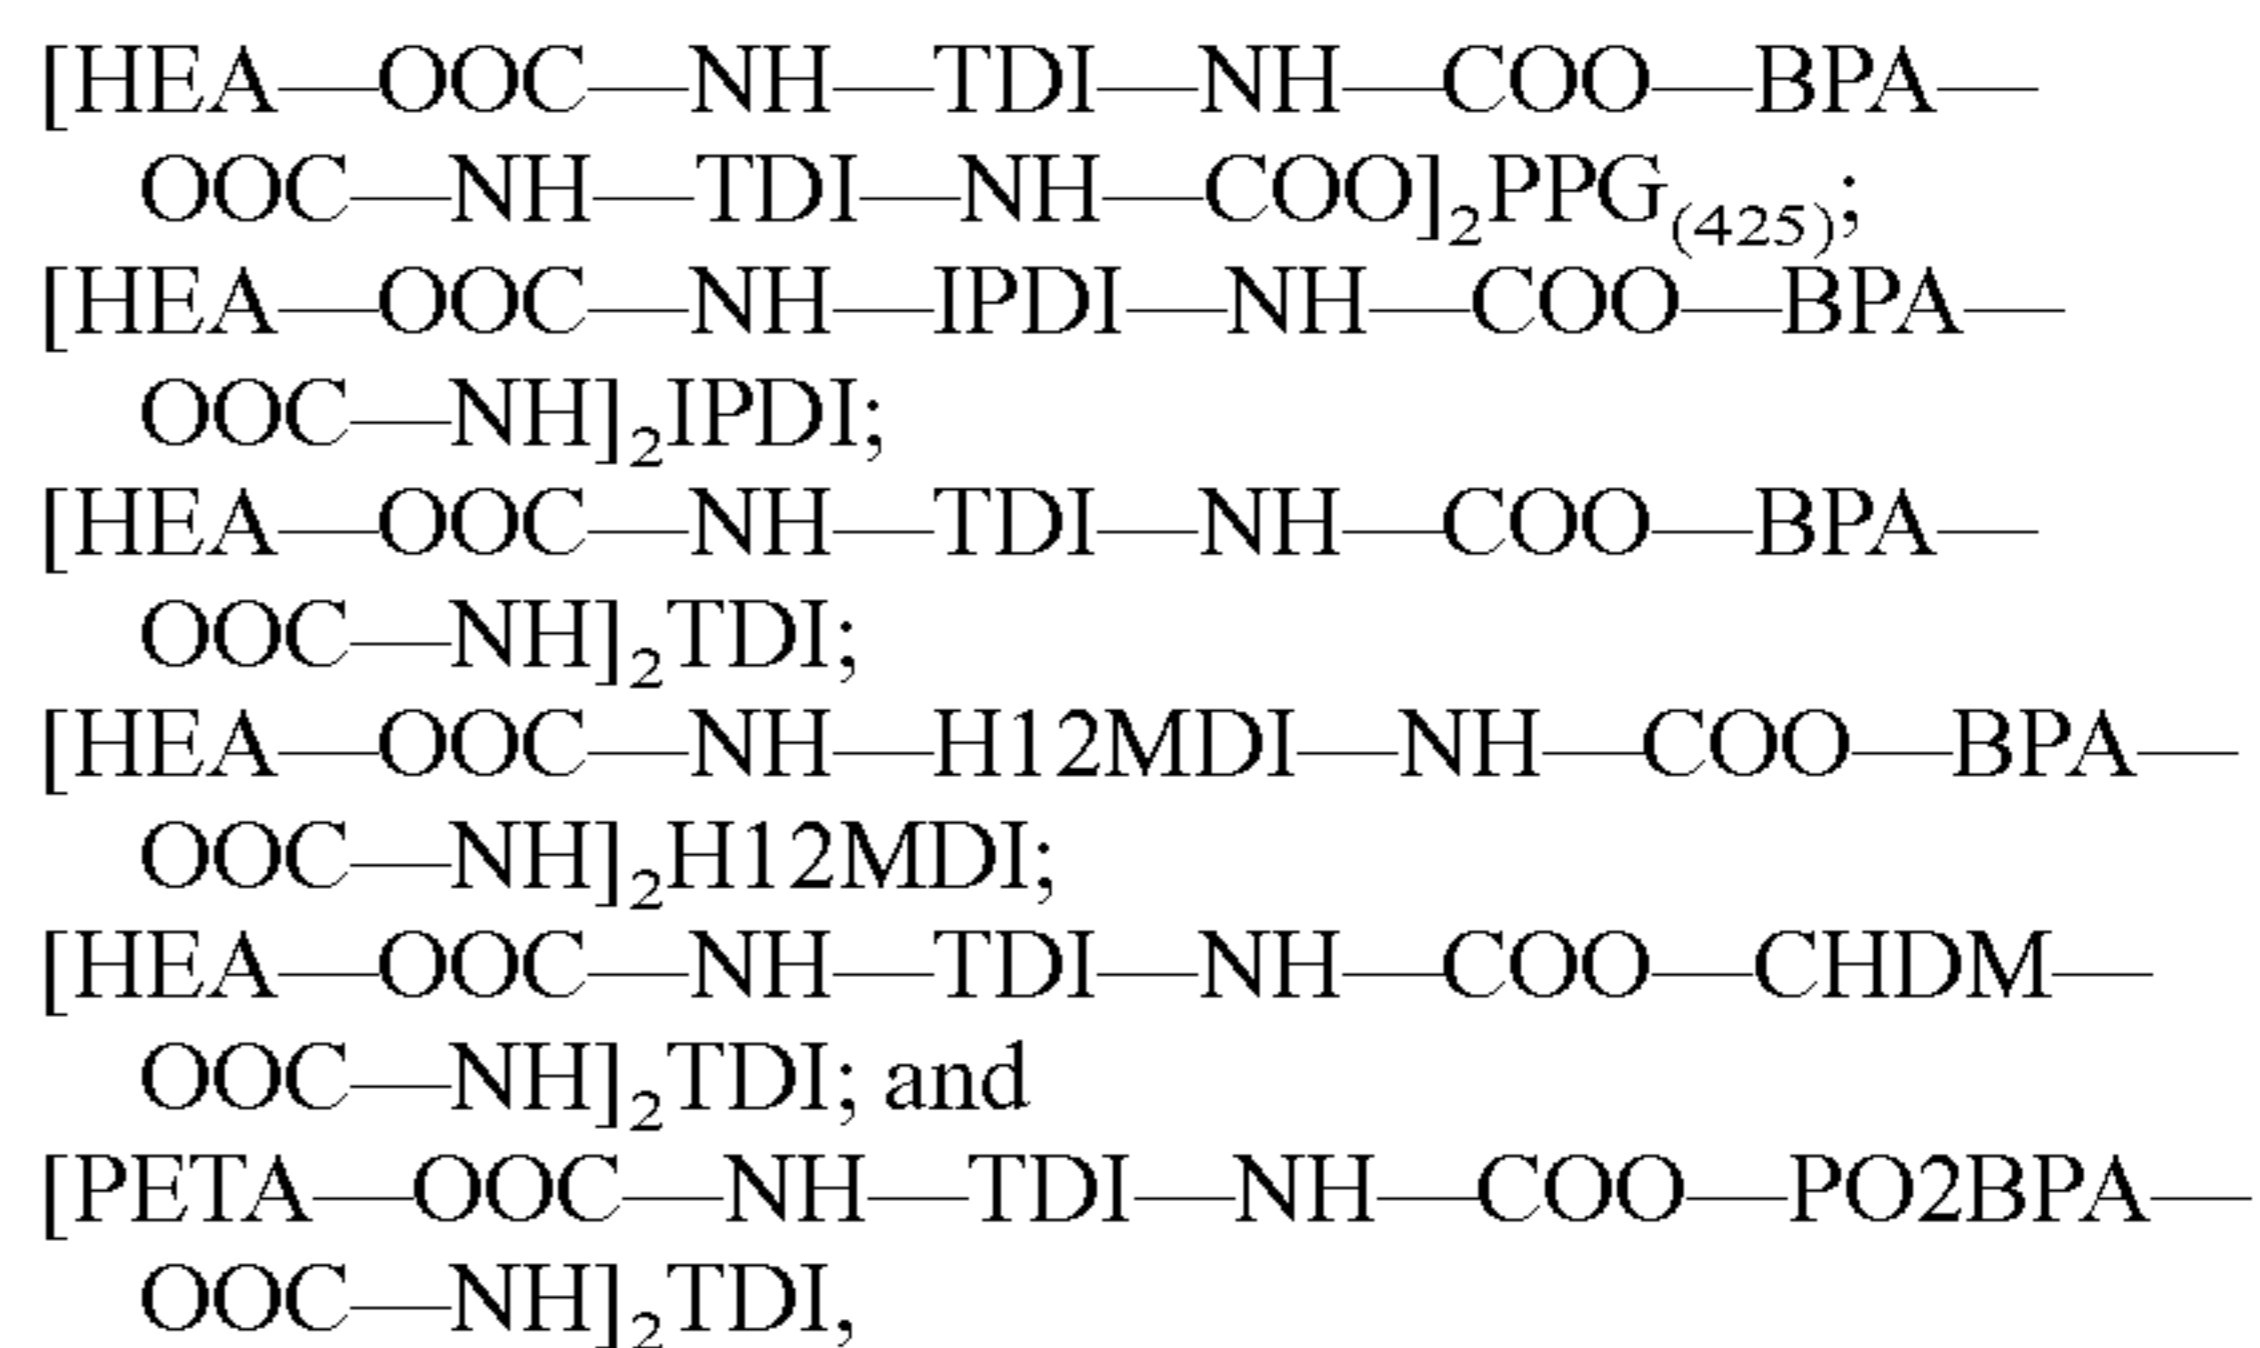 [HEA—OOC—NH—TDI—NH—COO—BPA—
OOC—NH—TDI—NH—COO]₂PPG₍₄₂₅₎;
[HEA—OOC—NH—IPDI—NH—COO—BPA—
OOC—NH]₂IPDI;
[HEA—OOC—NH—TDI—NH—COO—BPA—
OOC—NH]₂TDI;
[HEA—OOC—NH—H12MDI—NH—COO—BPA—
OOC—NH]₂H12MDI;
[HEA—OOC—NH—TDI—NH—COO—CHDM—
OOC—NH]₂TDI; and
[PETA—OOC—NH—TDI—NH—COO—PO2BPA—
OOC—NH]₂TDI,